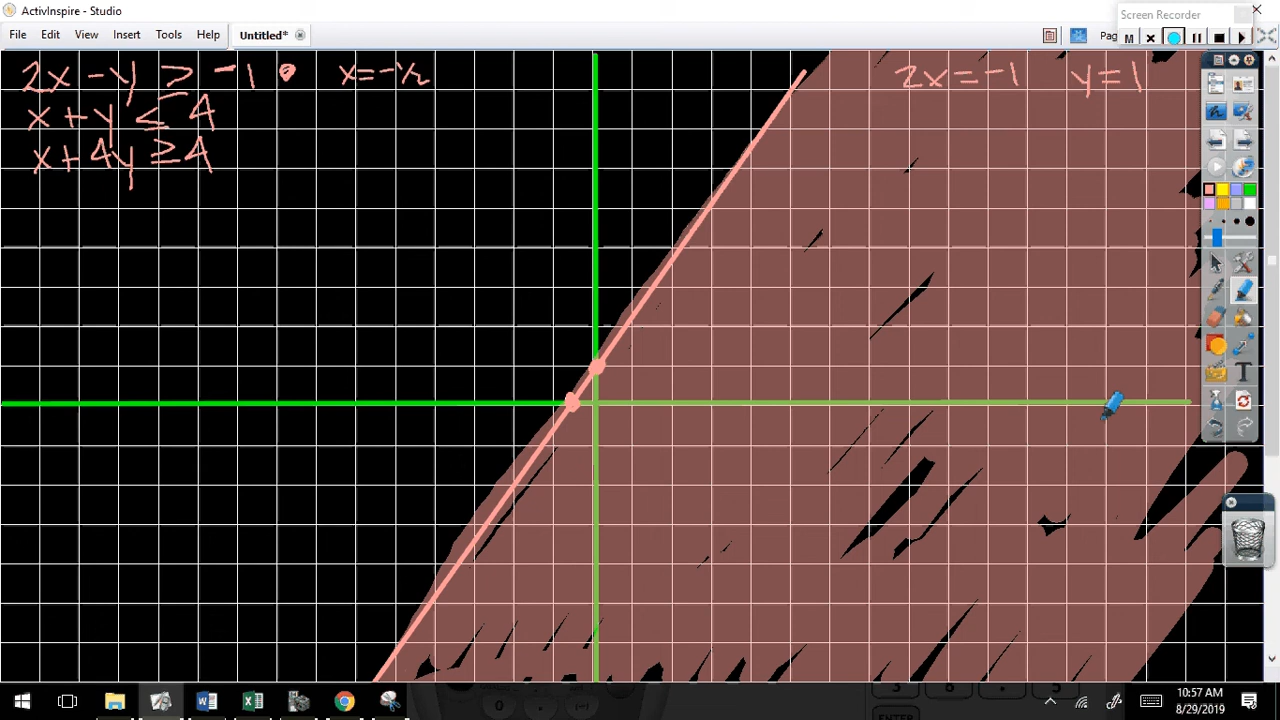 ActivInspire - Studio
Screen Recorder
File Edit View Insert Tools Help Untitled* Pag
M
2x - y > -1 x = -1/2 2x = -1 y = 1
x + y ≤ 4
x + 4y ≥ 4
T
10:57 AM
8/29/2019